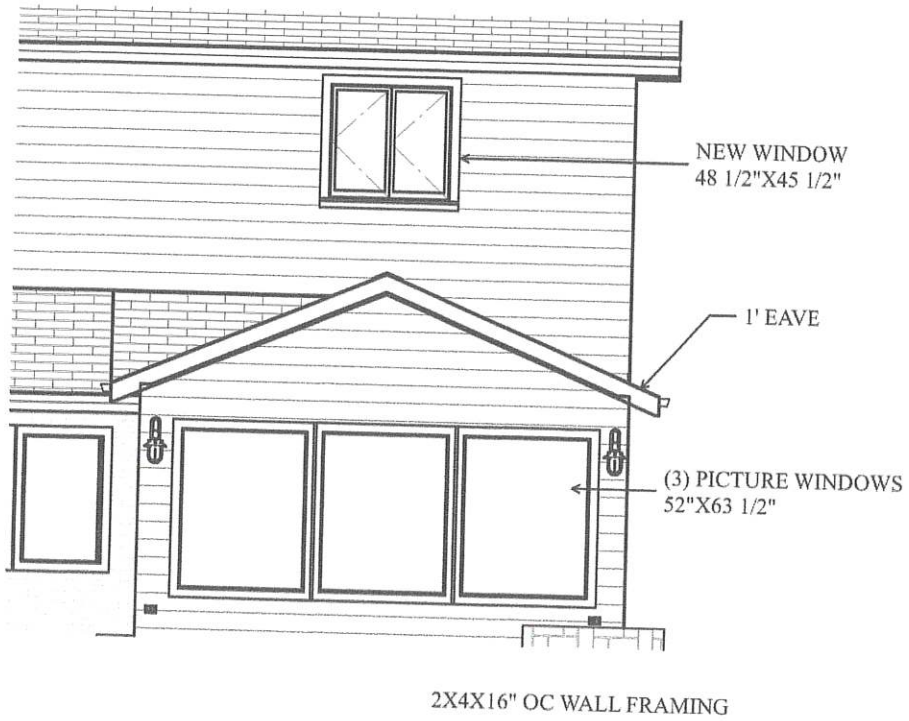 NEW WINDOW
48 1/2"X45 1/2"
1' EAVE
(3) PICTURE WINDOWS
52"X63 1/2"
2X4X16" OC WALL FRAMING